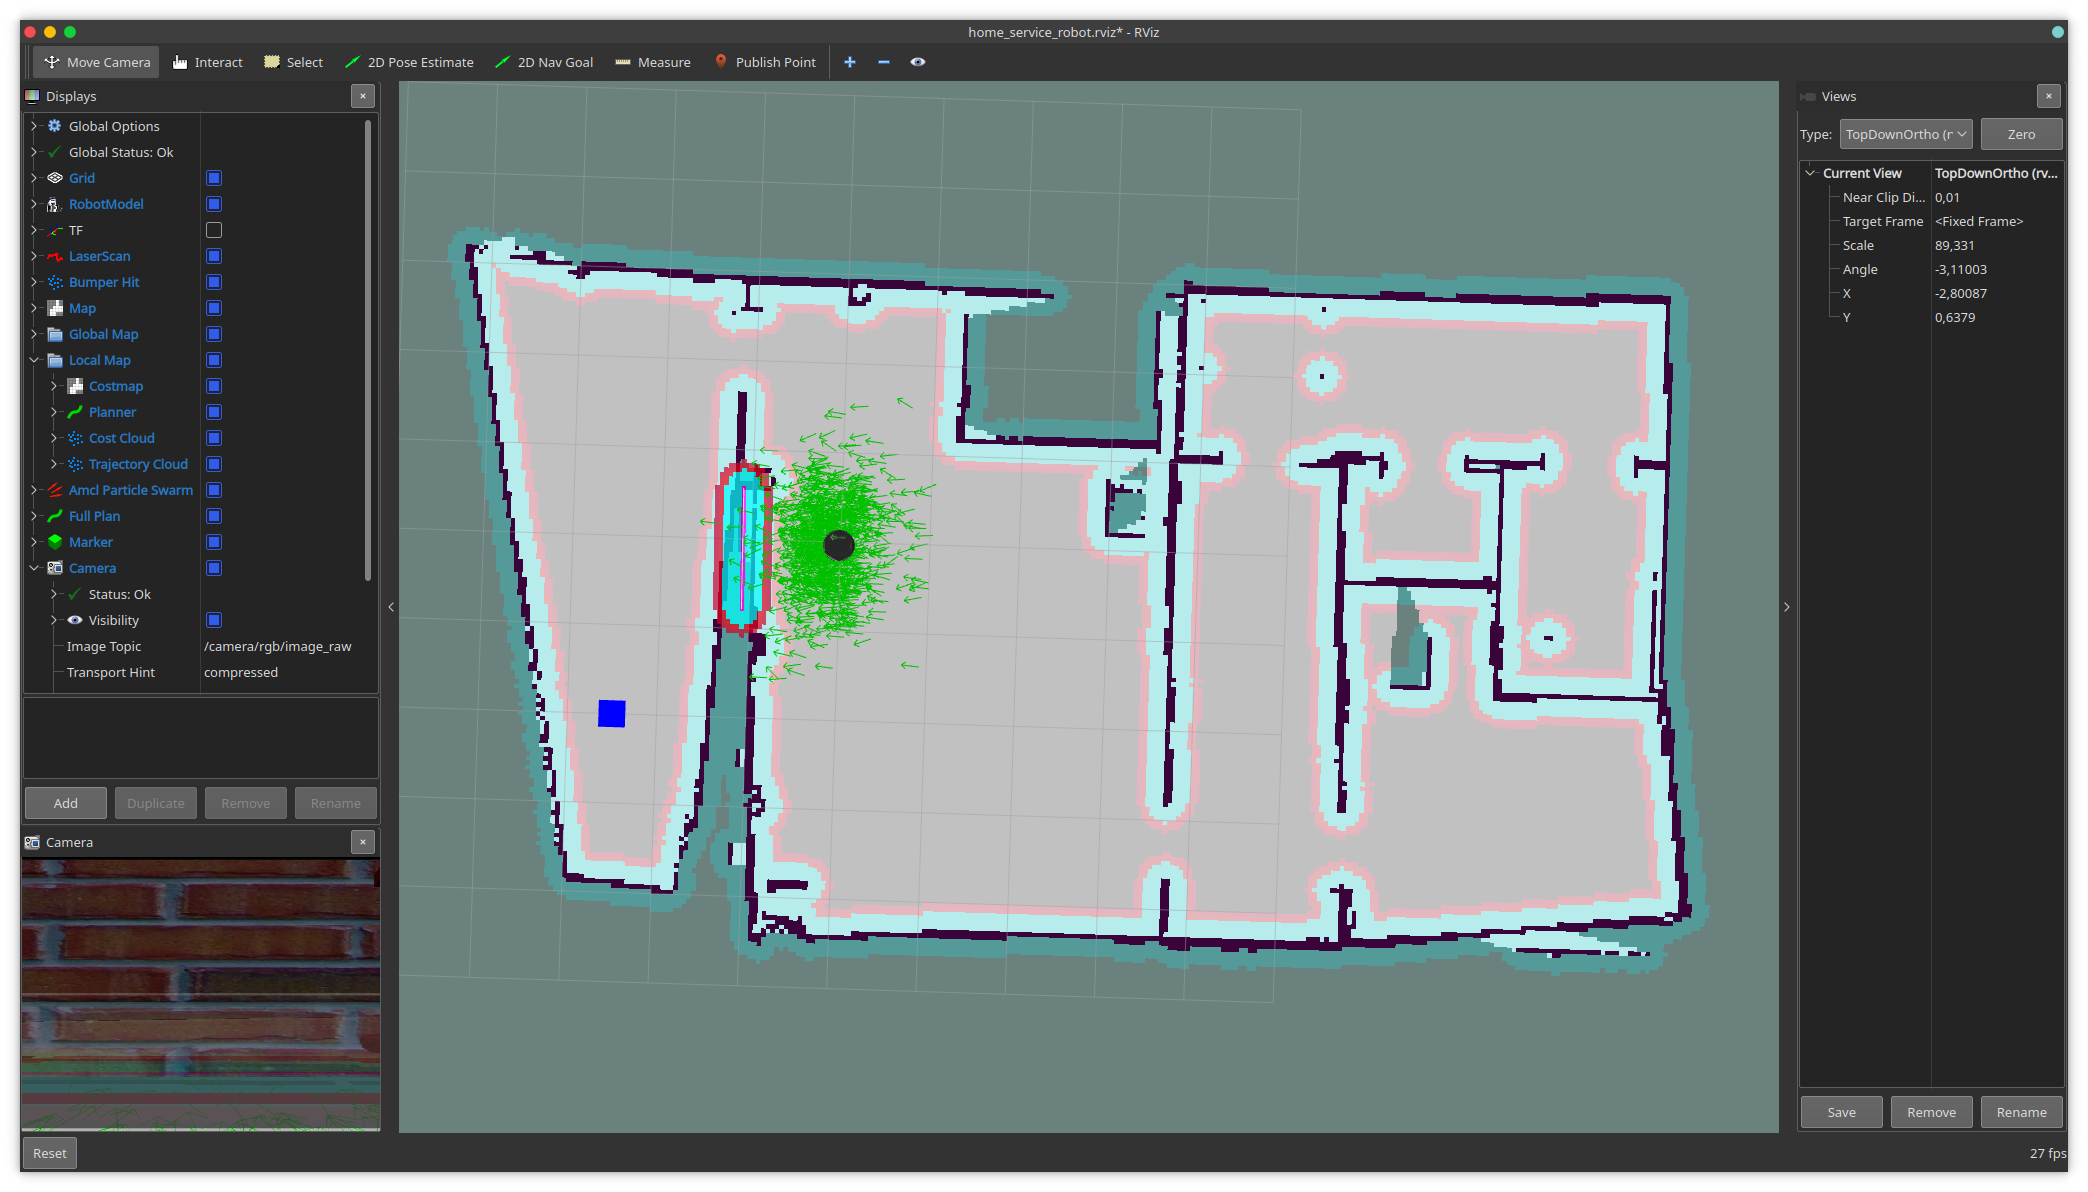 home_service_robot.rviz* - RViz
Move Camera Interact Select 2D Pose Estimate 2D Nav Goal Measure Publish Point
Displays
Global Options
Global Status: Ok
Grid
RobotModel
TF
LaserScan
Bumper Hit
Map
Global Map
Local Map
Costmap
Planner
Cost Cloud
Trajectory Cloud
Amcl Particle Swarm
Full Plan
Marker
Camera
Status: Ok
Visibility
Image Topic /camera/rgb/image_raw
Transport Hint compressed
Add Duplicate Remove Rename
Camera
Reset
Views
Type: TopDownOrtho (r Zero
Current View TopDownOrtho (rv...
Near Clip Di... 0,01
Target Frame <Fixed Frame>
Scale 89,331
Angle -3,11003
X -2,80087
Y 0,6379
Save Remove Rename
27 fps